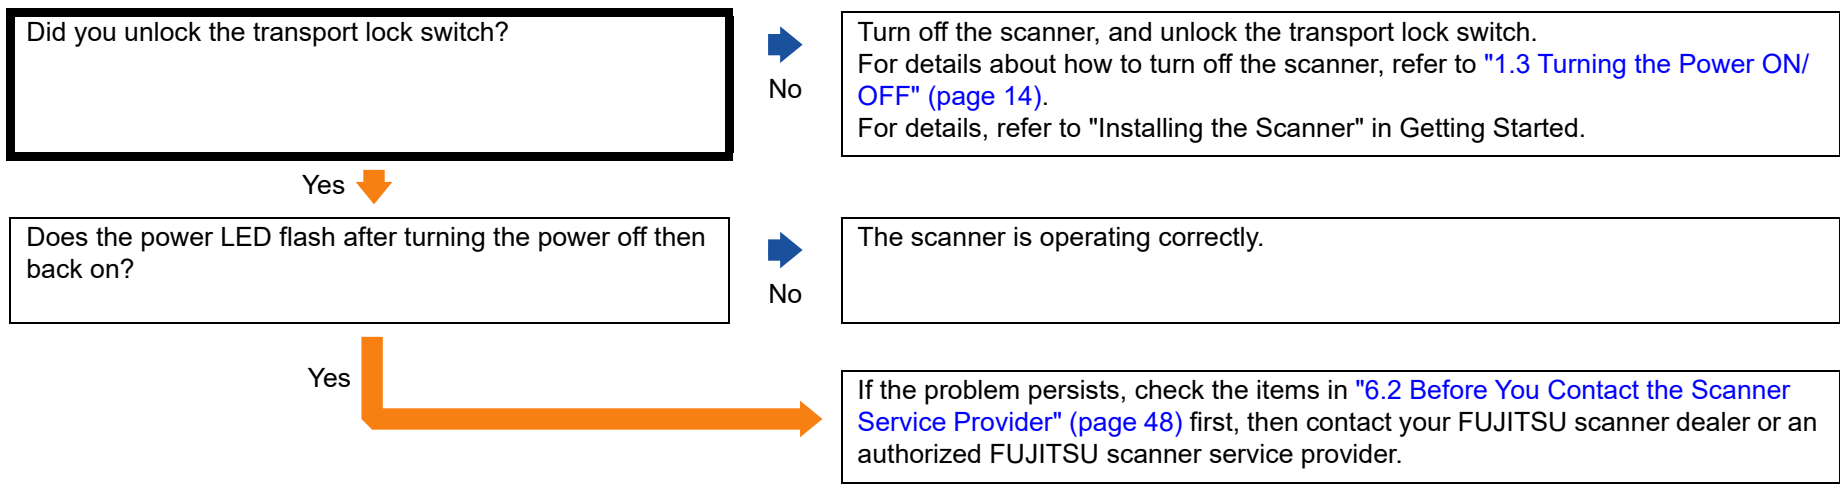 Did you unlock the transport lock switch?
No
Turn off the scanner, and unlock the transport lock switch.
For details about how to turn off the scanner, refer to "1.3 Turning the Power ON/
OFF" (page 14).
For details, refer to "Installing the Scanner" in Getting Started.
Yes
Does the power LED flash after turning the power off then
back on?
No
The scanner is operating correctly.
Yes
If the problem persists, check the items in "6.2 Before You Contact the Scanner
Service Provider" (page 48) first, then contact your FUJITSU scanner dealer or an
authorized FUJITSU scanner service provider.